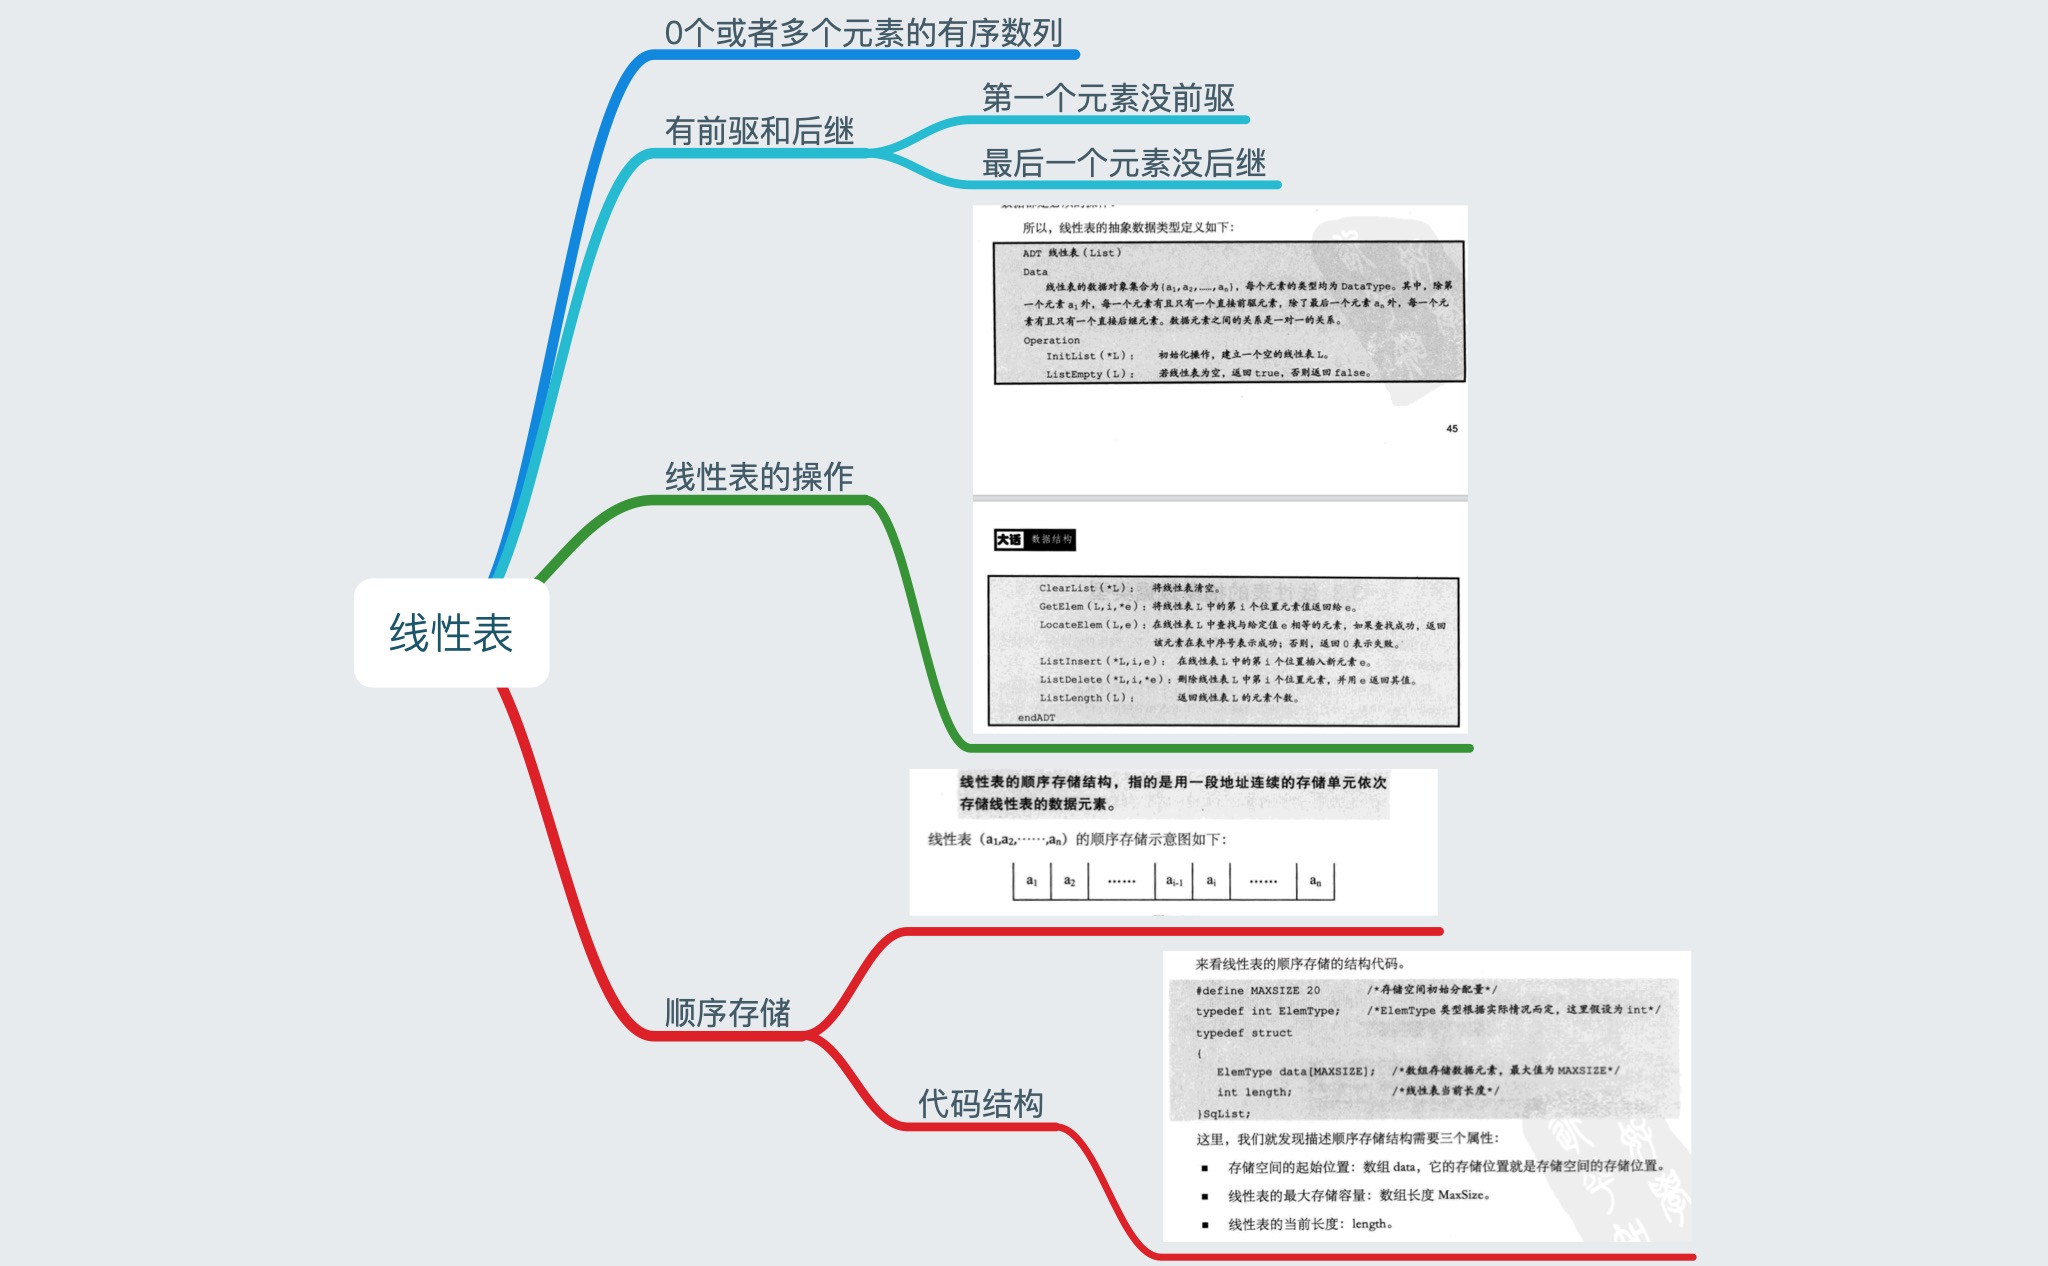 0个或者多个元素的有序数列
有前驱和后继
第一个元素没前驱
最后一个元素没后继
线性表的操作
所以，线性表的抽象数据类型定义如下：
ADT 线性表（List）
Data
线性表的数据对象集合为{a₁,a₂,……,aₙ}，每个元素的类型均为 DataType。其中，除第
一个元素 a₁ 外，每一个元素有且只有一个直接前驱元素，除了最后一个元素 aₙ 外，每一个元
素有且只有一个直接后继元素。数据元素之间的关系是一对一的关系。
Operation
InitList（*L）： 初始化操作，建立一个空的线性表 L。
ListEmpty（L）： 若线性表为空，返回 true，否则返回 false。
45
大话 数据结构
ClearList（*L）： 将线性表清空。
GetElem（L,i,*e）：将线性表 L 中的第 i 个位置元素值返回给 e。
LocateElem（L,e）：在线性表 L 中查找与给定值 e 相等的元素，如果查找成功，返回
该元素在表中序号表示成功；否则，返回 0 表示失败。
ListInsert（*L,i,e）： 在线性表 L 中的第 i 个位置插入新元素 e。
ListDelete（*L,i,*e）：删除线性表 L 中第 i 个位置元素，并用 e 返回其值。
ListLength（L）： 返回线性表 L 的元素个数。
endADT
线性表
线性表的顺序存储结构，指的是用一段地址连续的存储单元依次
存储线性表的数据元素。
线性表（a₁,a₂,……,aₙ）的顺序存储示意图如下：
a₁ a₂ …… aᵢ₋₁ aᵢ …… aₙ
顺序存储
代码结构
来看线性表的顺序存储的结构代码。
#define MAXSIZE 20 /*存储空间初始分配量*/
typedef int ElemType; /*ElemType 类型根据实际情况而定，这里假设为 int*/
typedef struct
{
ElemType data[MAXSIZE]; /*数组存储数据元素，最大值为 MAXSIZE*/
int length; /*线性表当前长度*/
}SqList;
这里，我们就发现描述顺序存储结构需要三个属性：
■ 存储空间的起始位置：数组 data，它的存储位置就是存储空间的存储位置。
■ 线性表的最大存储容量：数组长度 MaxSize。
■ 线性表的当前长度：length。